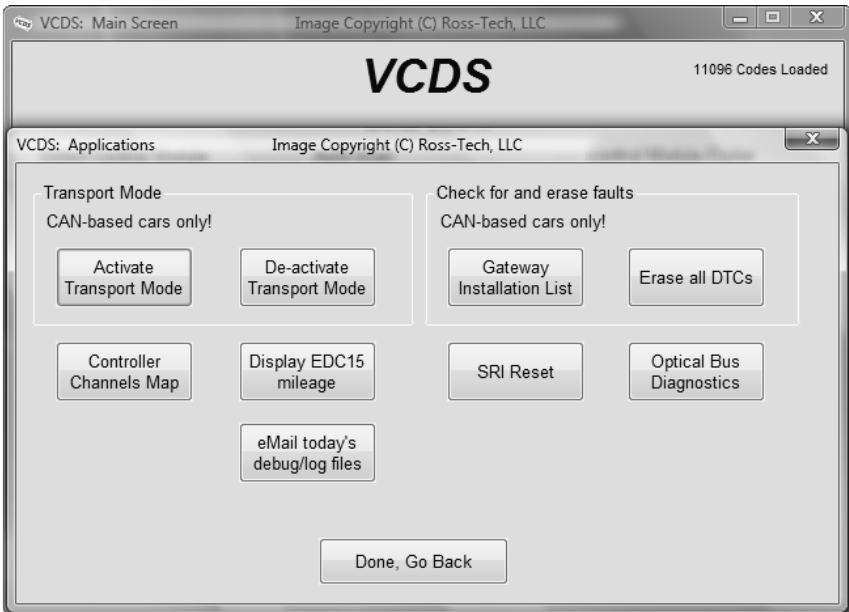 VCDS: Main Screen Image Copyright (C) Ross-Tech, LLC
VCDS
11096 Codes Loaded
VCDS: Applications Image Copyright (C) Ross-Tech, LLC
Transport Mode
CAN-based cars only!
Activate
Transport Mode
De-activate
Transport Mode
Check for and erase faults
CAN-based cars only!
Gateway
Installation List
Erase all DTCs
Controller
Channels Map
Display EDC15
mileage
SRI Reset
Optical Bus
Diagnostics
eMail today's
debug/log files
Done, Go Back